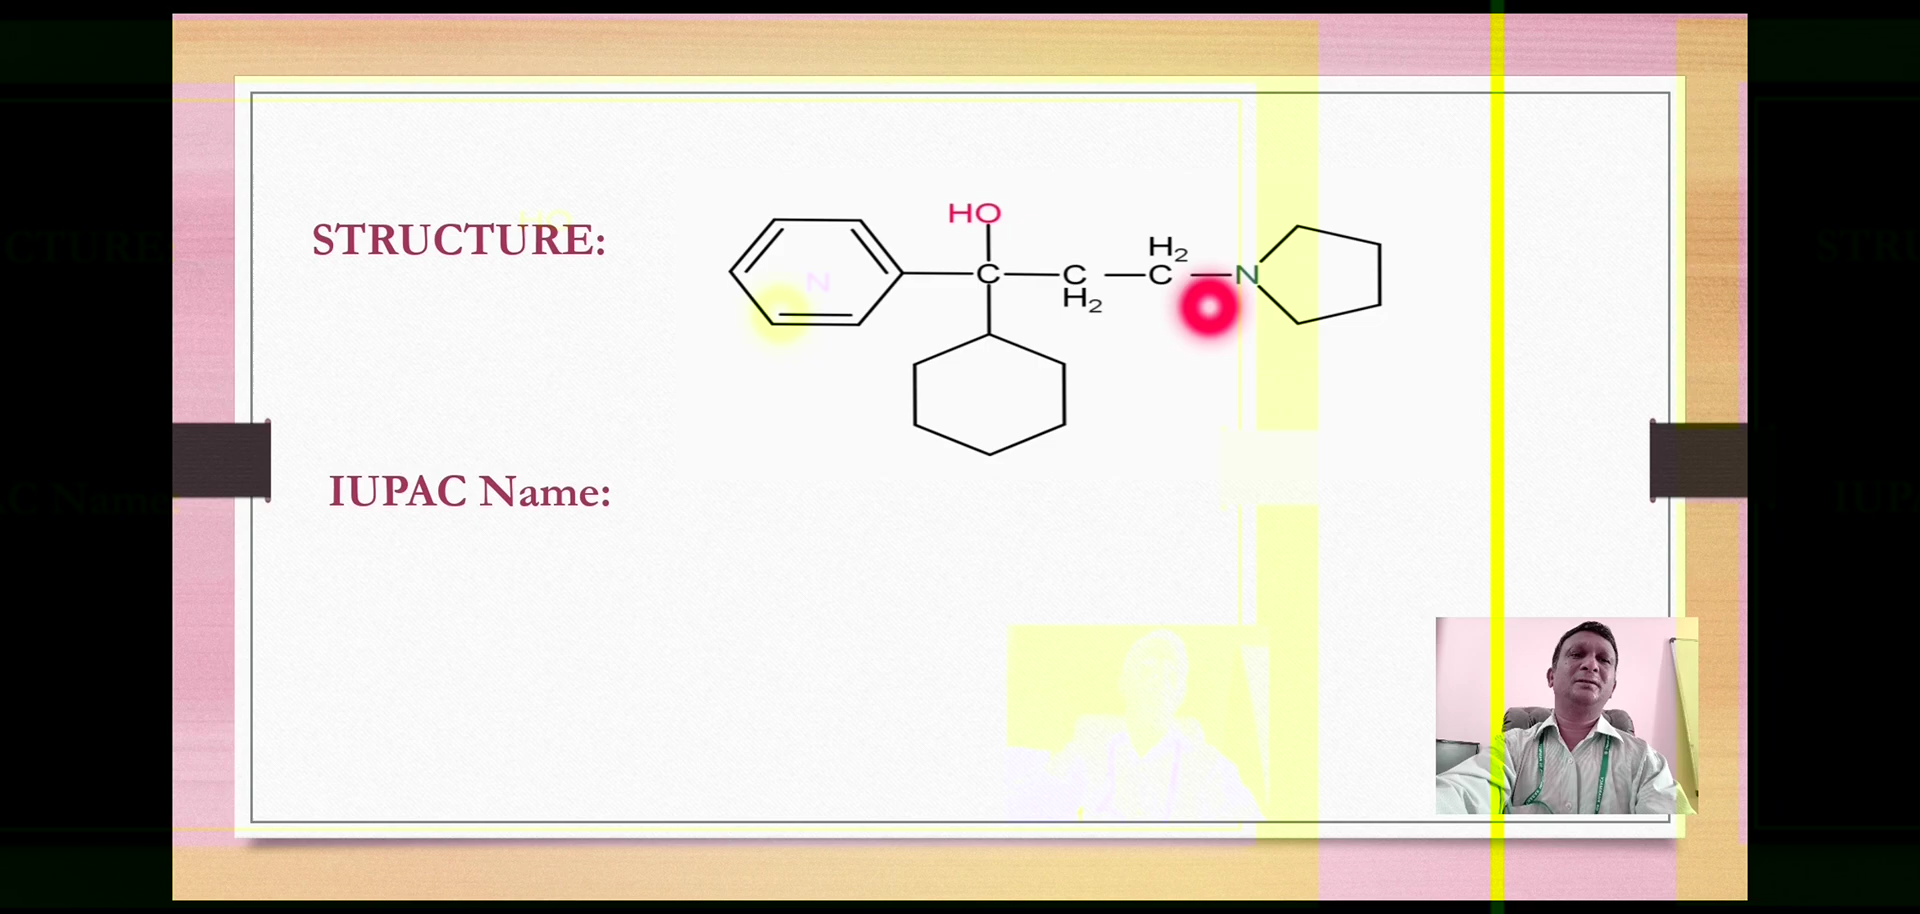 STRUCTURE:
HO
H2
C C C N
H2
IUPAC Name: